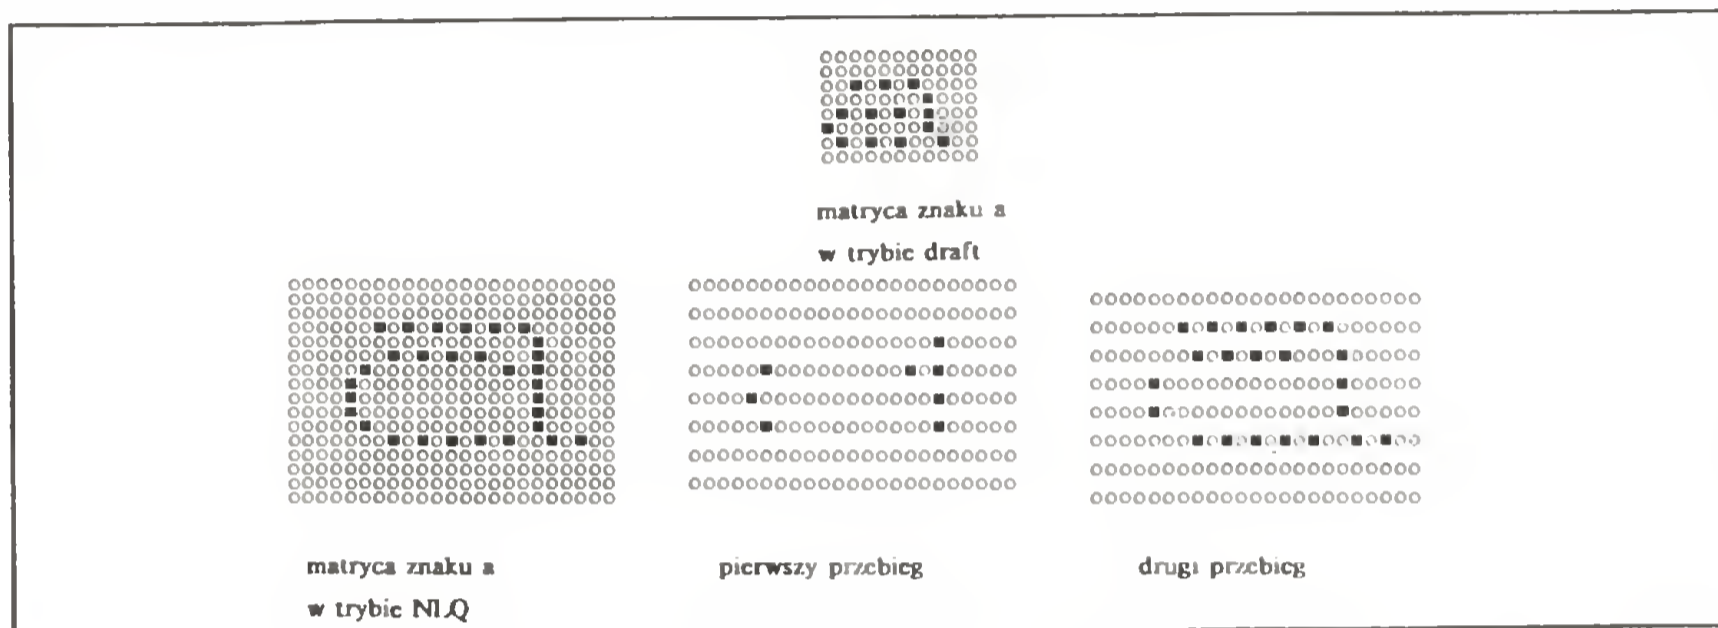 matryca znaku a
w trybie draft
matryca znaku a
w trybie NLQ
pierwszy przebieg
drugi przebieg